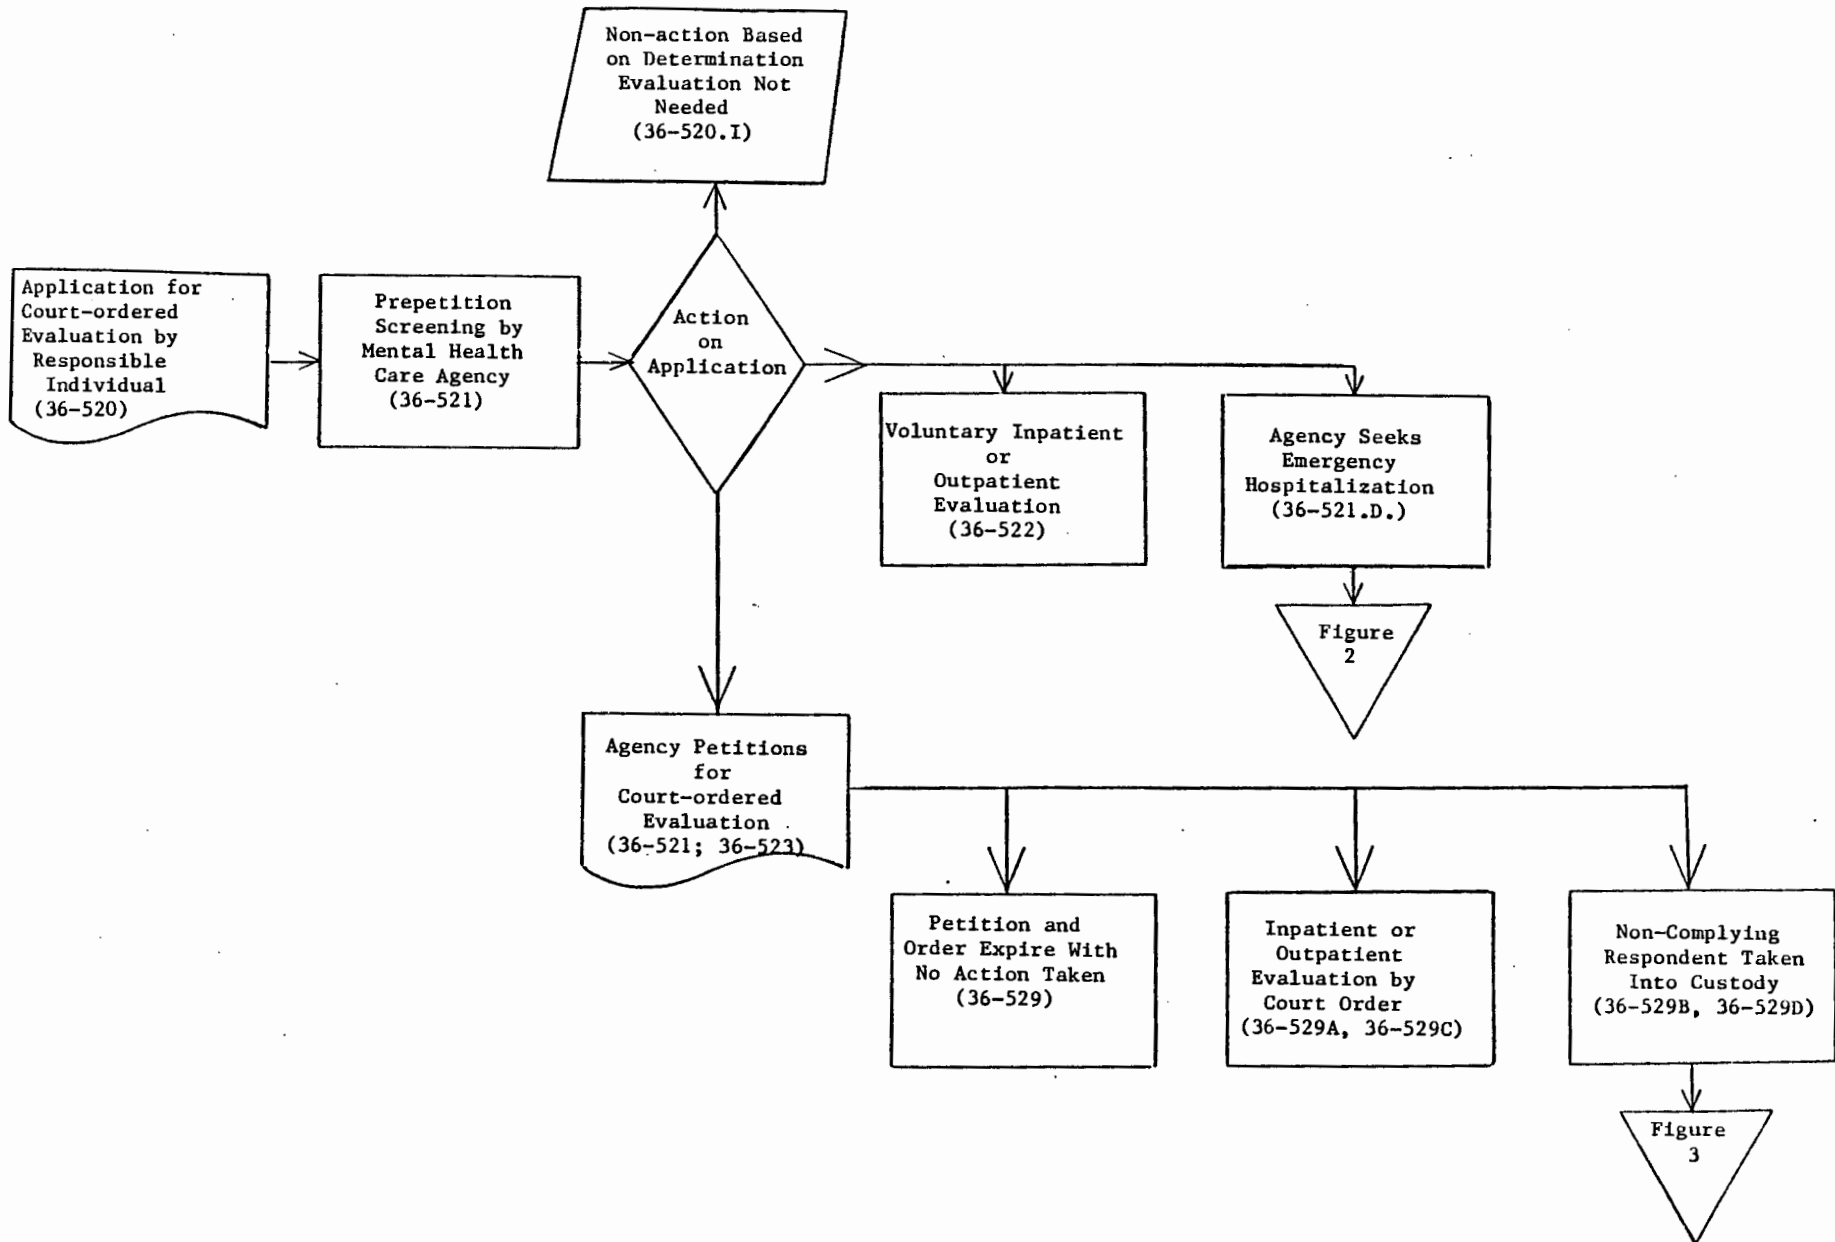 Non-action Based
on Determination
Evaluation Not
Needed
(36-520.I)
Application for
Court-ordered
Evaluation by
Responsible
Individual
(36-520)
Prepetition
Screening by
Mental Health
Care Agency
(36-521)
Action
on
Application
Voluntary Inpatient
or
Outpatient
Evaluation
(36-522)
Agency Seeks
Emergency
Hospitalization
(36-521.D.)
Figure
2
Agency Petitions
for
Court-ordered
Evaluation
(36-521; 36-523)
Petition and
Order Expire With
No Action Taken
(36-529)
Inpatient or
Outpatient
Evaluation by
Court Order
(36-529A, 36-529C)
Non-Complying
Respondent Taken
Into Custody
(36-529B, 36-529D)
Figure
3